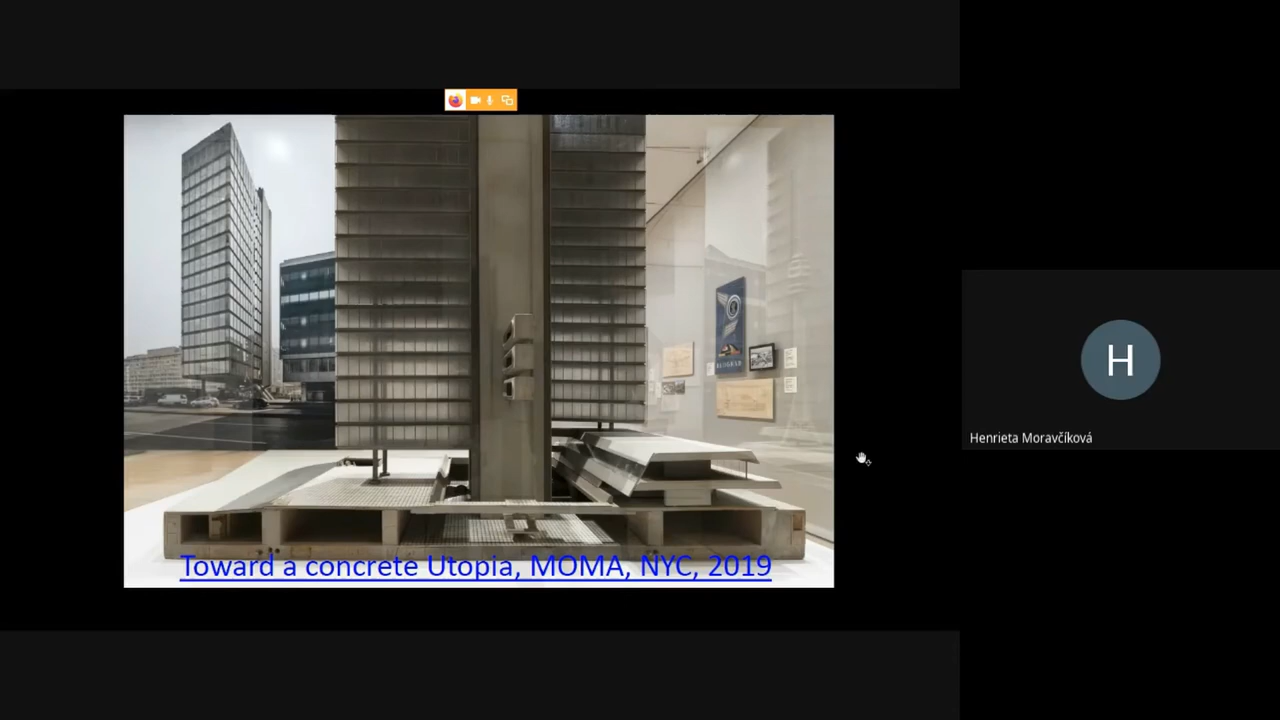 Toward a concrete Utopia, MOMA, NYC, 2019
H
Henrieta Moravčíková